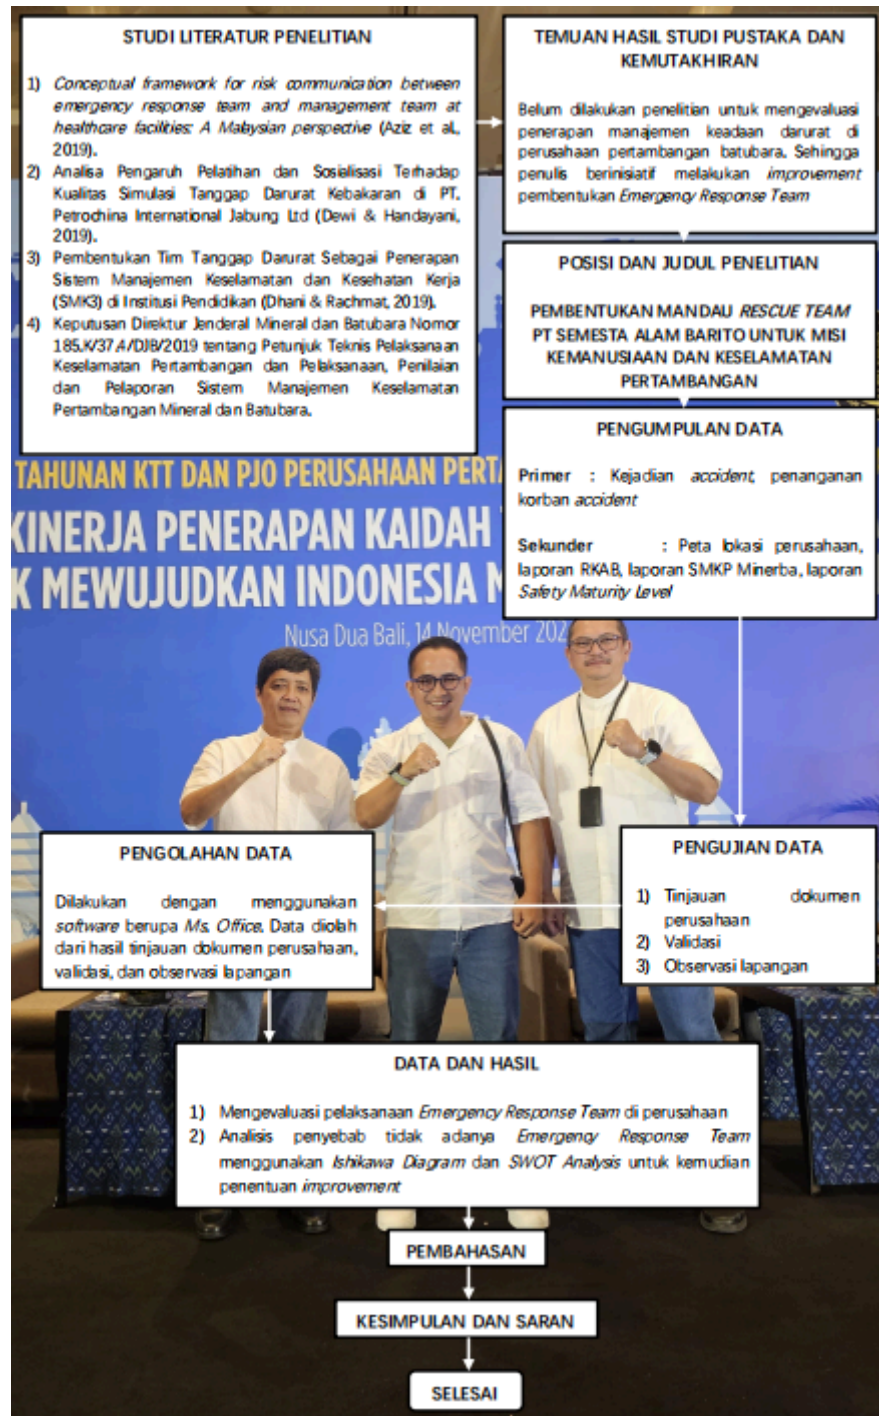 STUDI LITERATUR PENELITIAN
1) Conceptual framework for risk communication between
emergency response team and management team at
healthcare facilities: A Malaysian perspective (Aziz et al.,
2019).
2) Analisa Pengaruh Pelatihan dan Sosialisasi Terhadap
Kualitas Simulasi Tanggap Darurat Kebakaran di PT.
Petrochina International Jabung Ltd (Dewi & Handayani,
2019).
3) Pembentukan Tim Tanggap Darurat Sebagai Penerapan
Sistem Manajemen Keselamatan dan Kesehatan Kerja
(SMK3) di Institusi Pendidikan (Dhani & Rachmat, 2019).
4) Keputusan Direktur Jenderal Mineral dan Batubara Nomor
185.K/37.4/DJB/2019 tentang Petunjuk Teknis Pelaksanaan
Keselamatan Pertambangan dan Pelaksanaan, Penilaian
dan Pelaporan Sistem Manajemen Keselamatan
Pertambangan Mineral dan Batubara.
TEMUAN HASIL STUDI PUSTAKA DAN
KEMUTAKHIRAN
Belum dilakukan penelitian untuk mengevaluasi
penerapan manajemen keadaan darurat di
perusahaan pertambangan batubara. Sehingga
penulis berinisiatif melakukan improvement
pembentukan Emergency Response Team
POSISI DAN JUDUL PENELITIAN
PEMBENTUKAN MANDAU RESCUE TEAM
PT SEMESTA ALAM BARITO UNTUK MISI
KEMANUSIAAN DAN KESELAMATAN
PERTAMBANGAN
PENGUMPULAN DATA
Primer : Kejadian accident, penanganan
korban accident
Sekunder : Peta lokasi perusahaan,
laporan RKAB, laporan SMKP Minerba, laporan
Safety Maturity Level
TAHUNAN KTT DAN PJO PERUSAHAAN
KINERJA PENERAPAN KAIDAH
MEWUJUDKAN INDONESIA
Nusa Dua Bali, 14 November
PENGUJIAN DATA
1) Tinjauan dokumen
perusahaan
2) Validasi
3) Observasi lapangan
PENGOLAHAN DATA
Dilakukan dengan menggunakan
software berupa Ms. Office. Data diolah
dari hasil tinjauan dokumen perusahaan,
validasi, dan observasi lapangan
DATA DAN HASIL
1) Mengevaluasi pelaksanaan Emergency Response Team di perusahaan
2) Analisis penyebab tidak adanya Emergency Response Team
menggunakan Ishikawa Diagram dan SWOT Analysis untuk kemudian
penentuan improvement
PEMBAHASAN
KESIMPULAN DAN SARAN
SELESAI